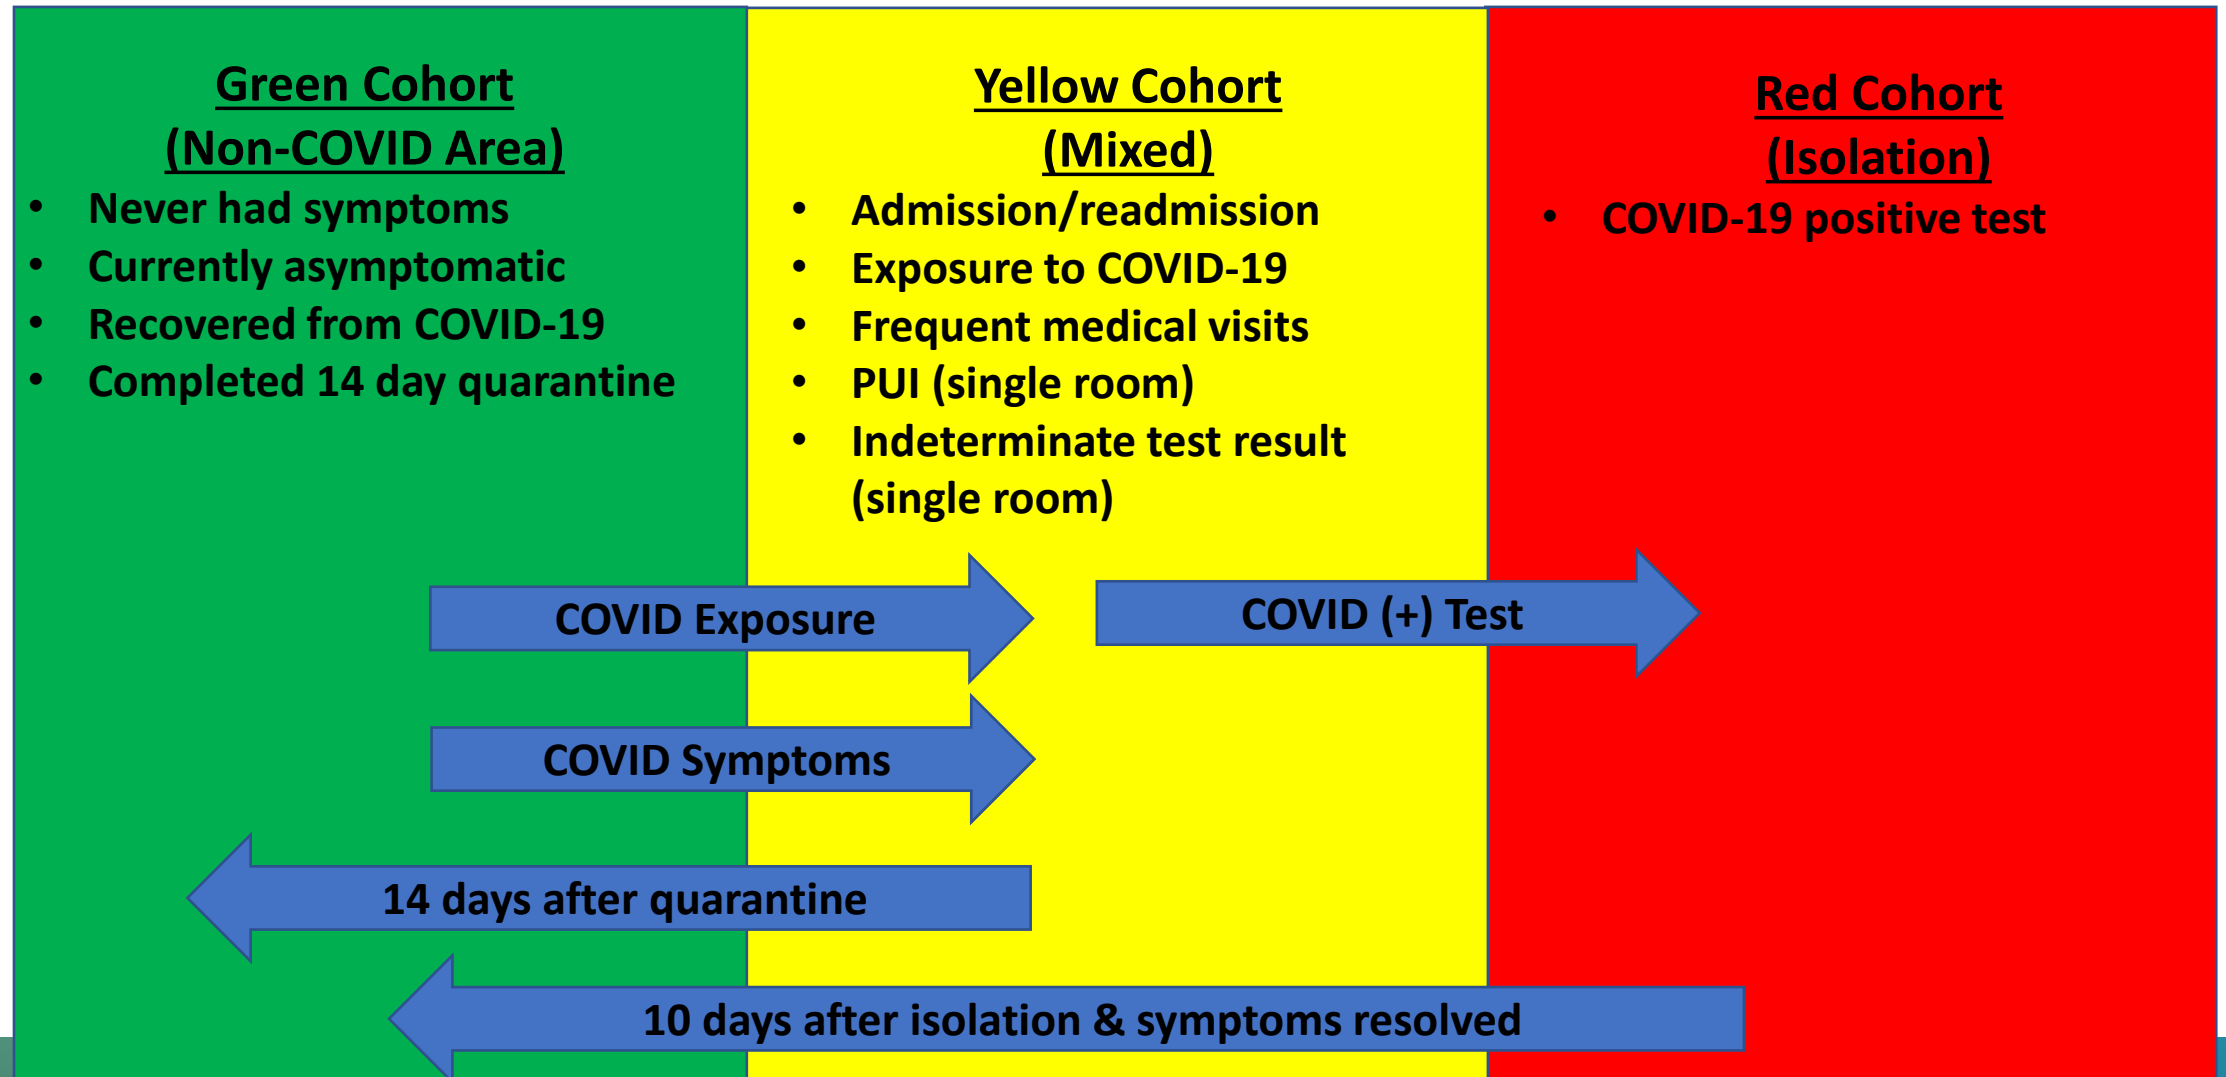 Green Cohort
(Non-COVID Area)
• Never had symptoms
• Currently asymptomatic
• Recovered from COVID-19
• Completed 14 day quarantine
Yellow Cohort
(Mixed)
• Admission/readmission
• Exposure to COVID-19
• Frequent medical visits
• PUI (single room)
• Indeterminate test result
(single room)
Red Cohort
(Isolation)
• COVID-19 positive test
COVID Exposure
COVID (+) Test
COVID Symptoms
14 days after quarantine
10 days after isolation & symptoms resolved